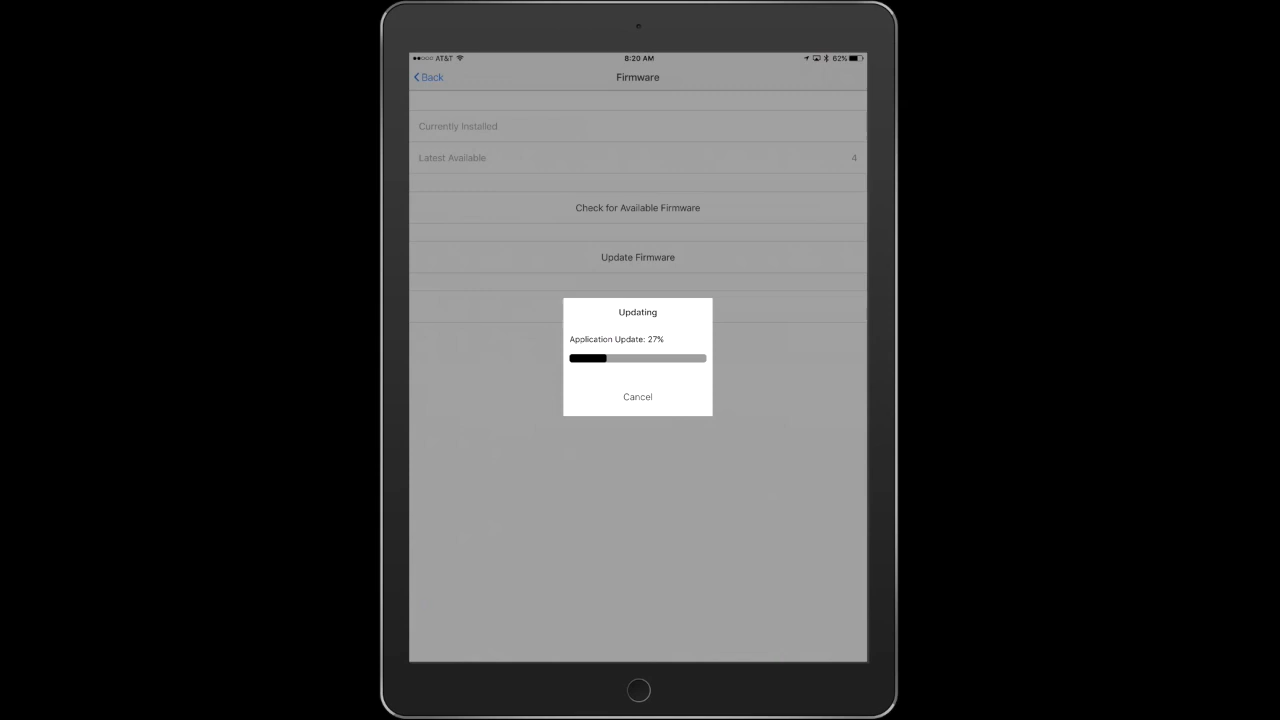 AT&T 8:20 AM 62%
Back Firmware
Currently Installed
Latest Available 4
Check for Available Firmware
Update Firmware
Updating
Application Update: 27%
Cancel